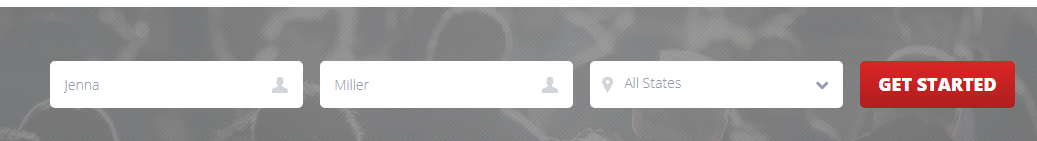 Jenna
Miller
All States
GET STARTED